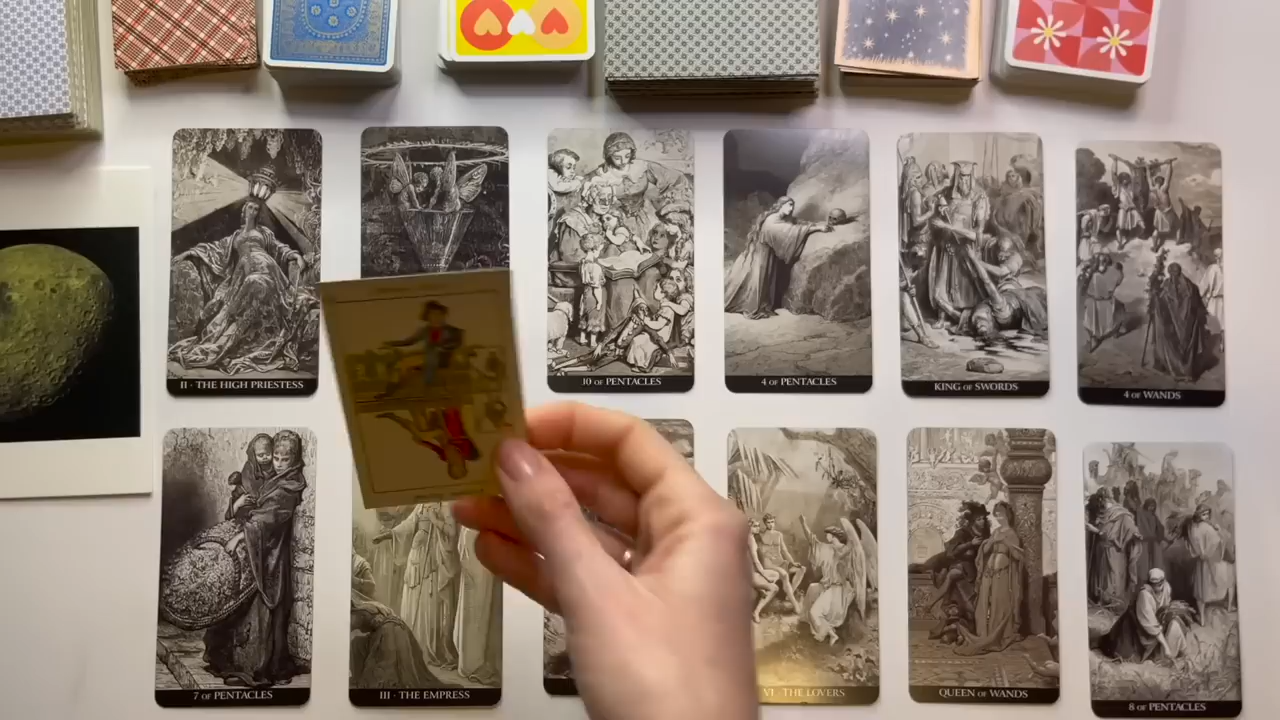 II · THE HIGH PRIESTESS
10 OF PENTACLES
4 OF PENTACLES
KING OF SWORDS
4 OF WANDS
7 OF PENTACLES
III · THE EMPRESS
VI · THE LOVERS
QUEEN OF WANDS
8 OF PENTACLES